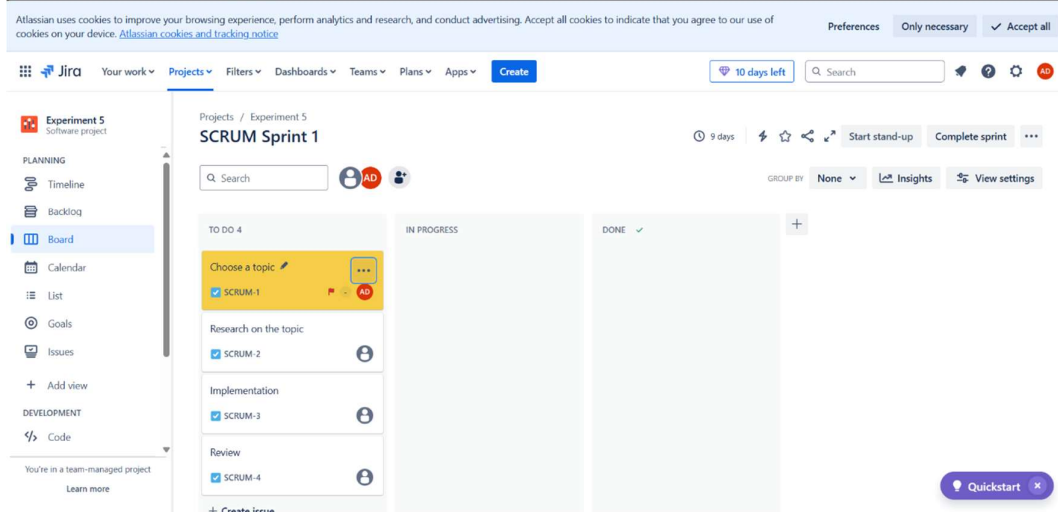 Atlassian uses cookies to improve your browsing experience, perform analytics and research, and conduct advertising. Accept all cookies to indicate that you agree to our use of
cookies on your device. Atlassian cookies and tracking notice
Preferences
Only necessary
Accept all
Jira
Your work
Projects
Filters
Dashboards
Teams
Plans
Apps
Create
10 days left
Search
AD
Experiment 5
Software project
PLANNING
Timeline
Backlog
Board
Calendar
List
Goals
Issues
Add view
DEVELOPMENT
Code
You're in a team-managed project
Learn more
Projects / Experiment 5
SCRUM Sprint 1
9 days
Start stand-up
Complete sprint
Search
AD
GROUP BY
None
Insights
View settings
TO DO 4
IN PROGRESS
DONE
Choose a topic
SCRUM-1
AD
Research on the topic
SCRUM-2
Implementation
SCRUM-3
Review
SCRUM-4
+ Create issue
Quickstart